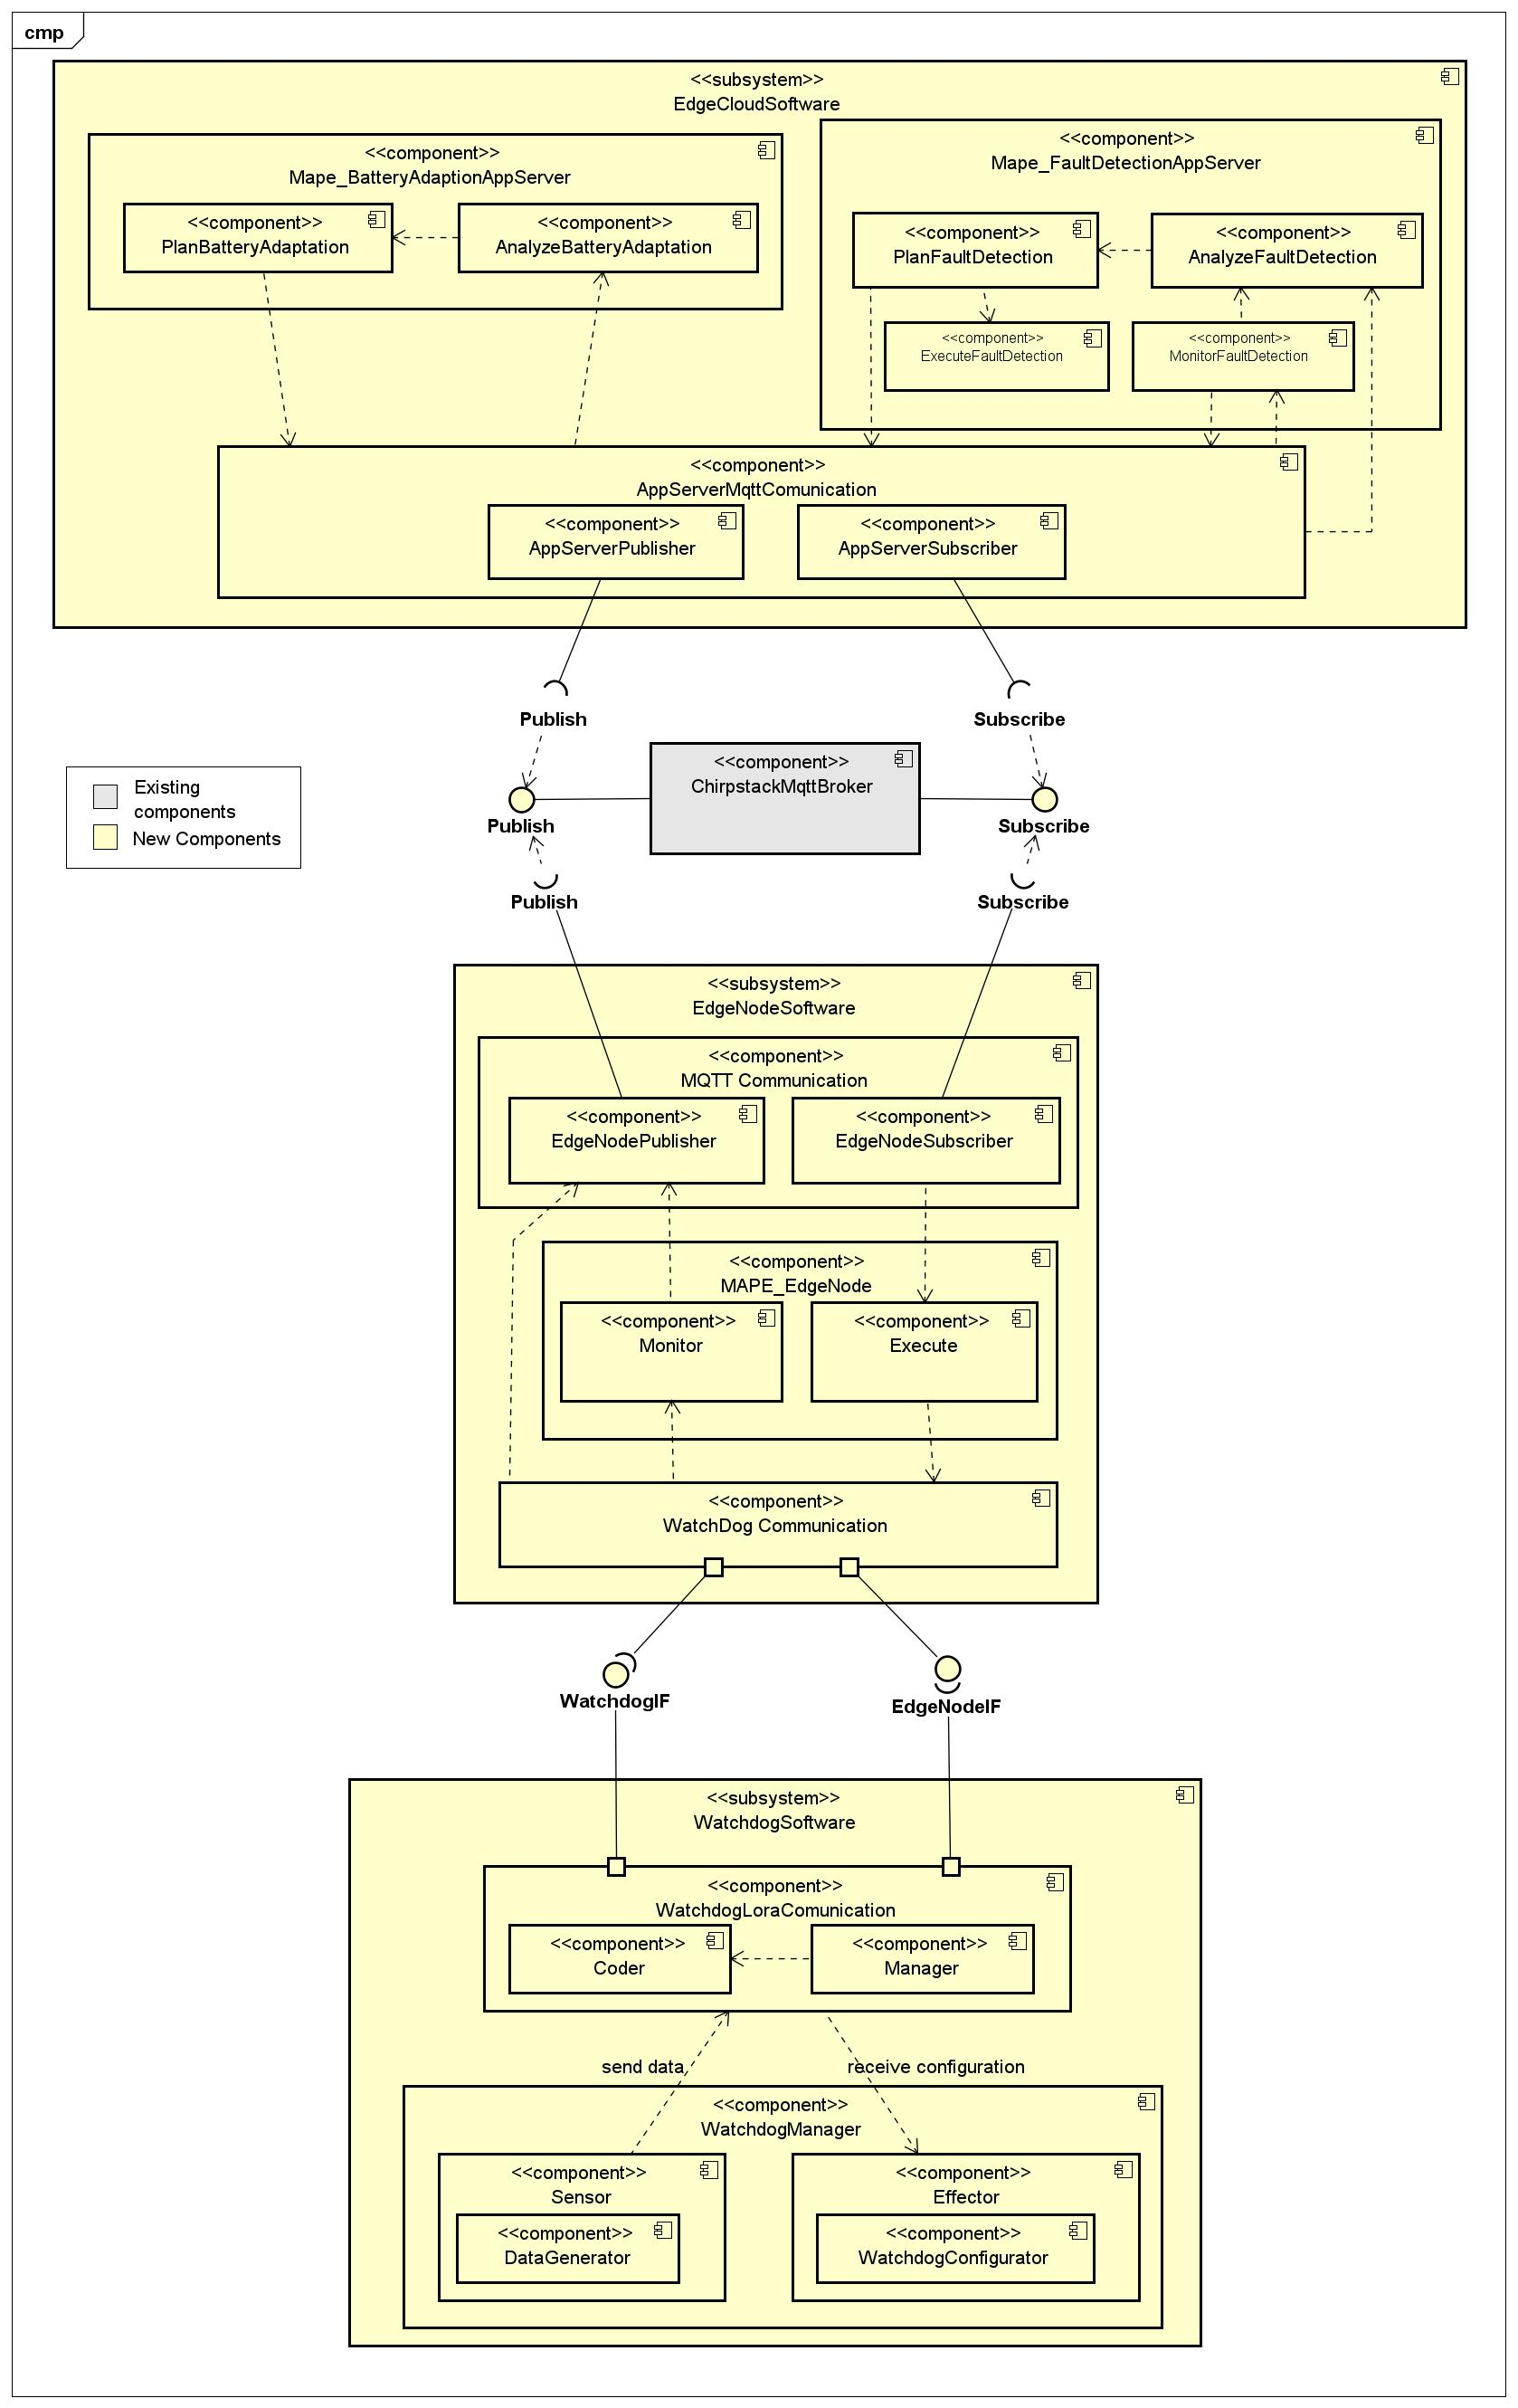 cmp
<<subsystem>>
EdgeCloudSoftware
<<component>>
Mape_BatteryAdaptionAppServer
<<component>>
PlanBatteryAdaptation
<<component>>
AnalyzeBatteryAdaptation
<<component>>
Mape_FaultDetectionAppServer
<<component>>
PlanFaultDetection
<<component>>
AnalyzeFaultDetection
<<component>>
ExecuteFaultDetection
<<component>>
MonitorFaultDetection
<<component>>
AppServerMqttComunication
<<component>>
AppServerPublisher
<<component>>
AppServerSubscriber
Publish
Subscribe
<<component>>
ChirpstackMqttBroker
Existing
components
New Components
Publish
Subscribe
Publish
Subscribe
<<subsystem>>
EdgeNodeSoftware
<<component>>
MQTT Communication
<<component>>
EdgeNodePublisher
<<component>>
EdgeNodeSubscriber
<<component>>
MAPE_EdgeNode
<<component>>
Monitor
<<component>>
Execute
<<component>>
WatchDog Communication
WatchdogIF
EdgeNodeIF
<<subsystem>>
WatchdogSoftware
<<component>>
WatchdogLoraComunication
<<component>>
Coder
<<component>>
Manager
send data
receive configuration
<<component>>
WatchdogManager
<<component>>
Sensor
<<component>>
DataGenerator
<<component>>
Effector
<<component>>
WatchdogConfigurator